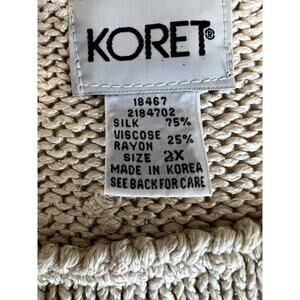 KORET®
18467
2184702
SILK 75%
VISCOSE
RAYON 25%
SIZE 2X
MADE IN KOREA
SEE BACK FOR CARE